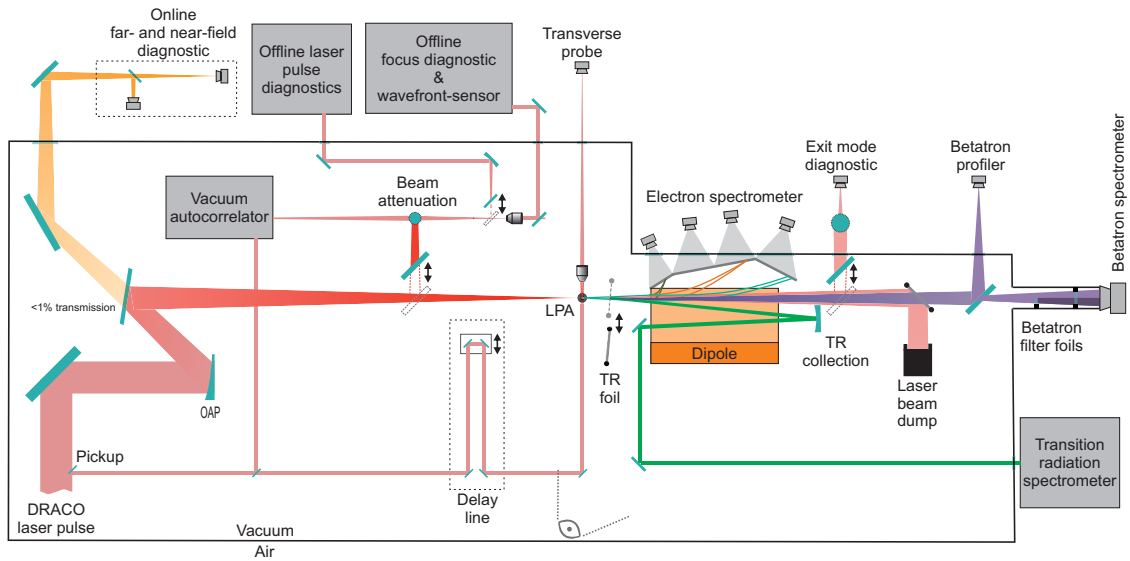 Online
far- and near-field
diagnostic
Offline laser
pulse
diagnostics
Offline
focus diagnostic
&
wavefront-sensor
Transverse
probe
Exit mode
diagnostic
Betatron
profiler
Betatron spectrometer
Vacuum
autocorrelator
Beam
attenuation
Electron spectrometer
<1% transmission
LPA
Betatron
filter foils
Dipole
TR
collection
TR
foil
Laser
beam
dump
OAP
Pickup
Delay
line
Transition
radiation
spectrometer
DRACO
laser pulse
Vacuum
Air